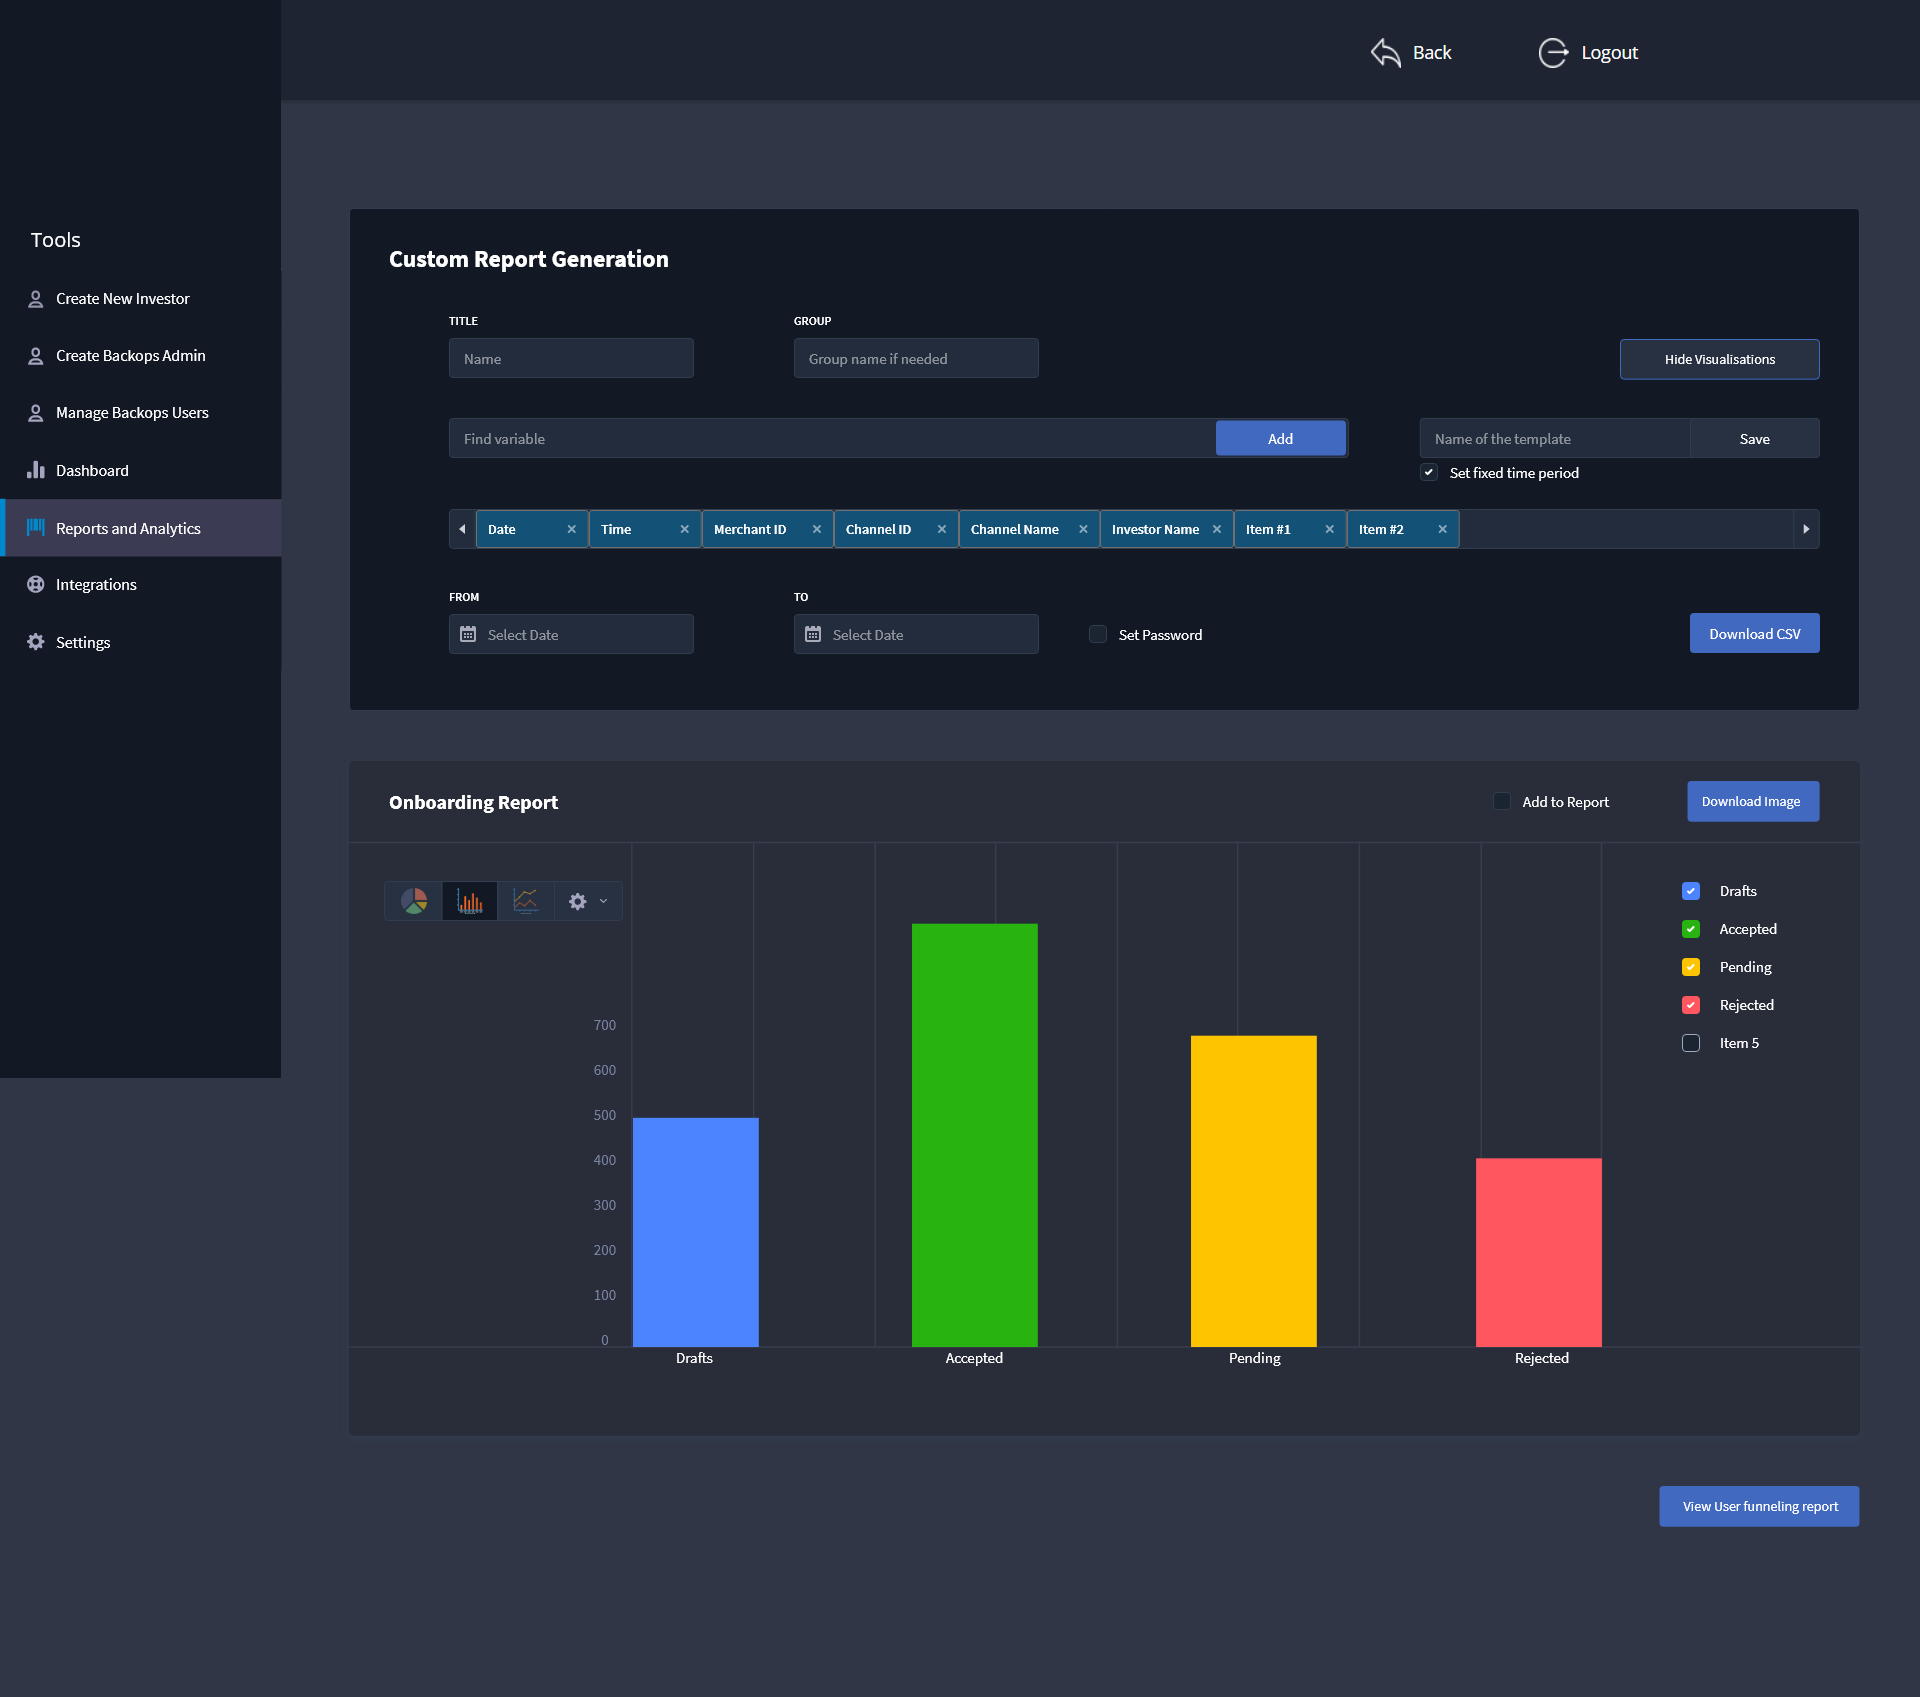 Back
Logout
Tools
Create New Investor
Create Backops Admin
Manage Backops Users
Dashboard
Reports and Analytics
Integrations
Settings
Custom Report Generation
TITLE
GROUP
Name
Group name if needed
Hide Visualisations
Find variable
Add
Name of the template
Save
Set fixed time period
Date
Time
Merchant ID
Channel ID
Channel Name
Investor Name
Item #1
Item #2
FROM
TO
Select Date
Select Date
Set Password
Download CSV
Onboarding Report
Add to Report
Download Image
Drafts
Accepted
Pending
Rejected
Item 5
700
600
500
400
300
200
100
0
Drafts
Accepted
Pending
Rejected
View User funneling report